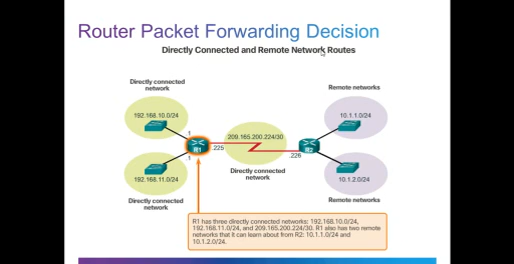 Router Packet Forwarding Decision
Directly Connected and Remote Network Routes
Directly connected
network
Remote networks
192.168.10.0/24
10.1.1.0/24
.1
209.165.200.224/30
R1
.225
R2
.226
.1
192.168.11.0/24
Directly connected
network
10.1.2.0/24
Directly connected
network
Remote networks
R1 has three directly connected networks: 192.168.10.0/24,
192.168.11.0/24, and 209.165.200.224/30. R1 also has two remote
networks that it can learn about from R2: 10.1.1.0/24 and
10.1.2.0/24.